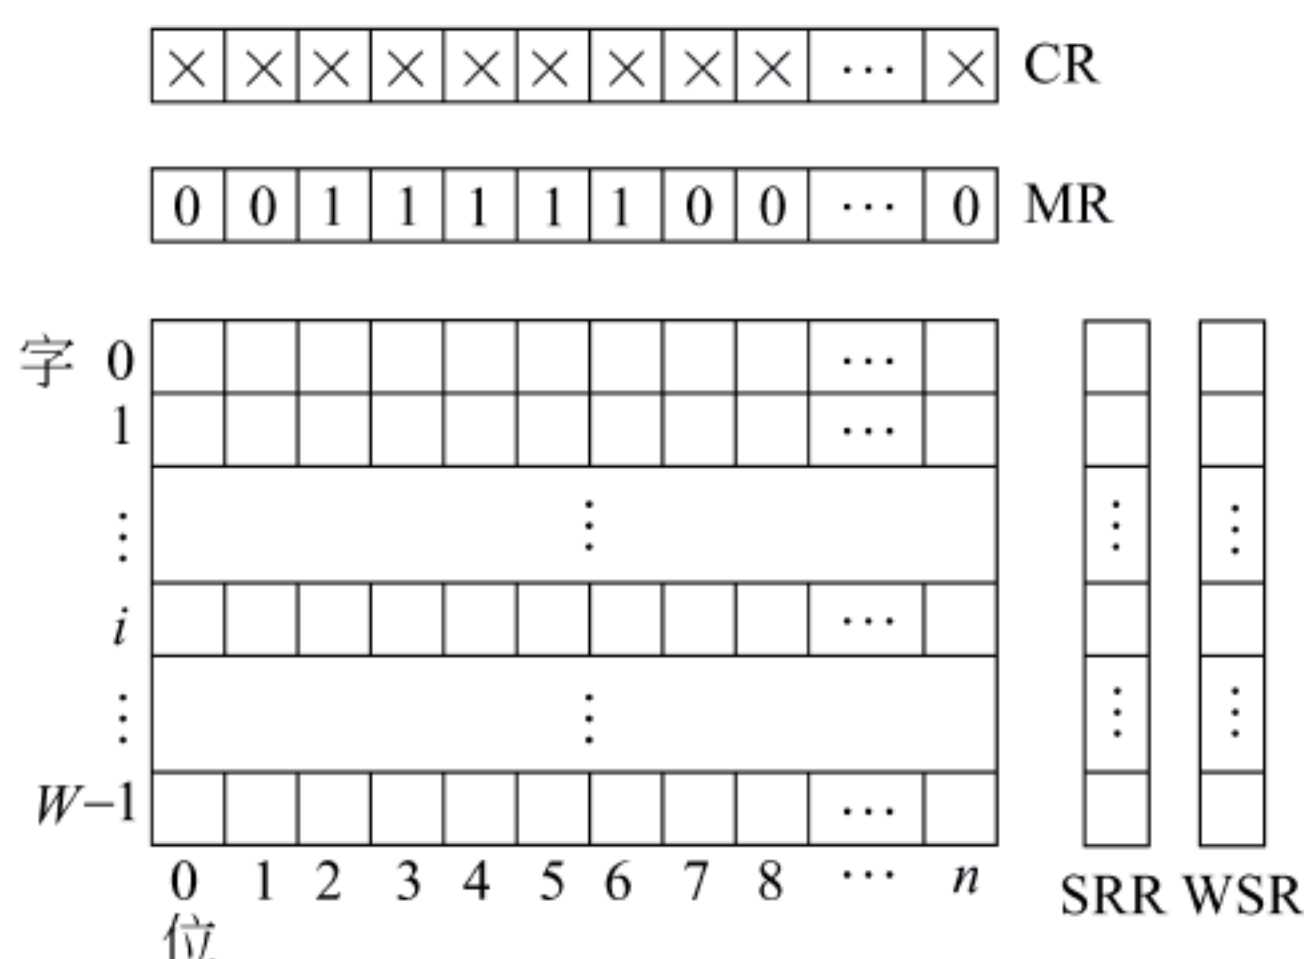 × × × × × × × × × ··· × CR
0 0 1 1 1 1 1 0 0 ··· 0 MR
字 0 ···
1 ···
⋮ ⋮ ⋮ ⋮
i ···
⋮ ⋮ ⋮ ⋮
W−1 ···
0 1 2 3 4 5 6 7 8 ··· n SRR WSR
位